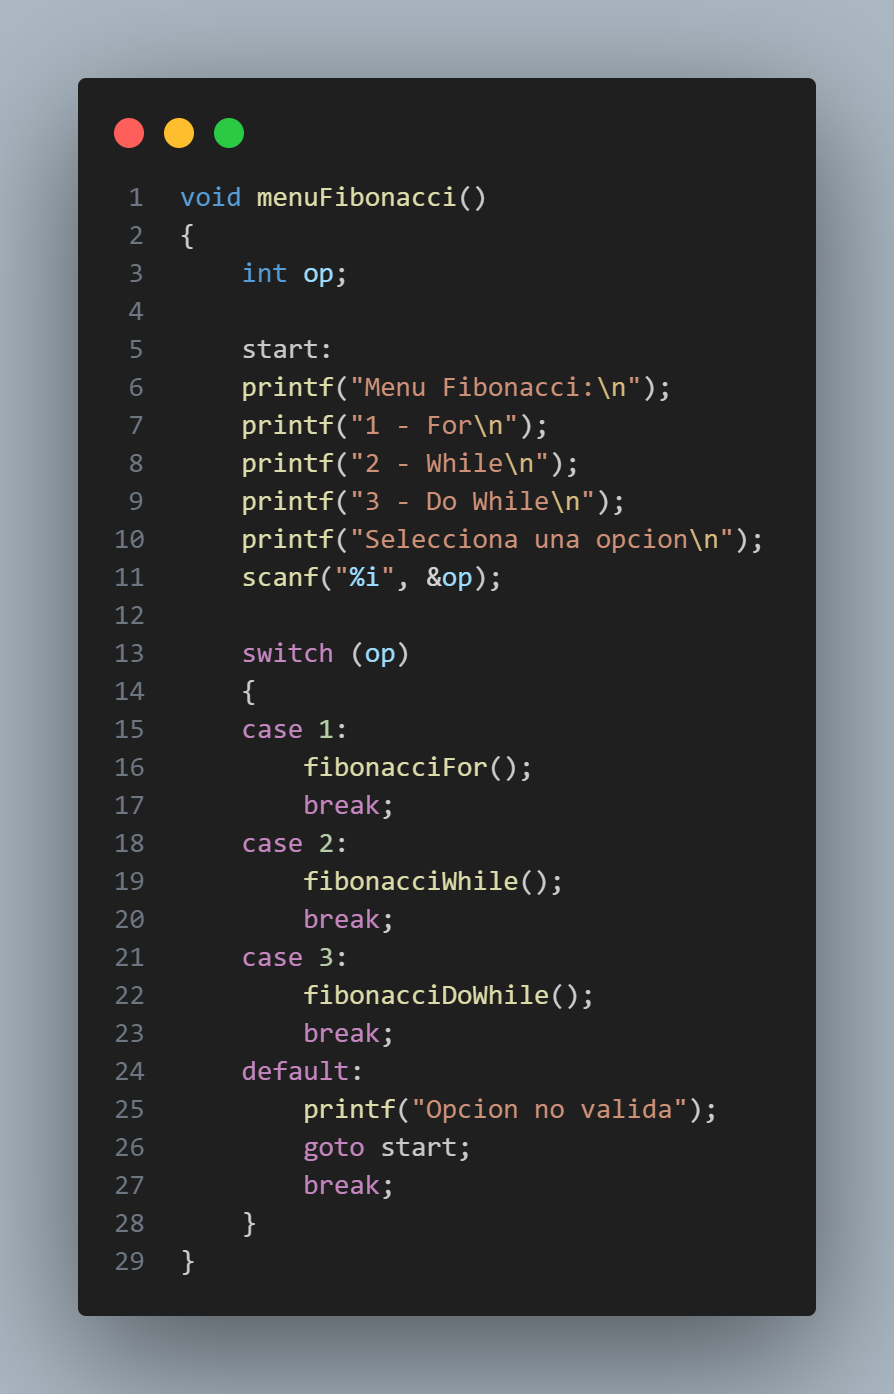 1 void menuFibonacci()
2 {
3     int op;
4
5     start:
6     printf("Menu Fibonacci:\n");
7     printf("1 - For\n");
8     printf("2 - While\n");
9     printf("3 - Do While\n");
10     printf("Selecciona una opcion\n");
11     scanf("%i", &op);
12
13     switch (op)
14     {
15     case 1:
16         fibonacciFor();
17         break;
18     case 2:
19         fibonacciWhile();
20         break;
21     case 3:
22         fibonacciDoWhile();
23         break;
24     default:
25         printf("Opcion no valida");
26         goto start;
27         break;
28     }
29 }